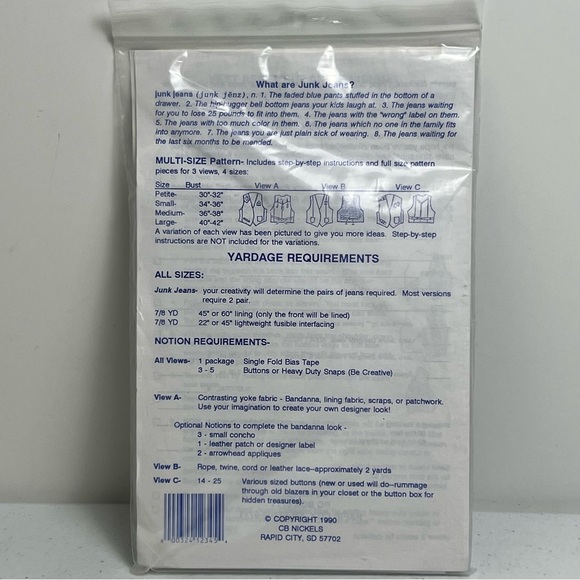 What are Junk Jeans?
junk jeans (junk jēnz), n. 1. The faded blue pants stuffed in the bottom of a
drawer. 2. The hip-hugger bell bottom jeans your kids laugh at. 3. The jeans waiting
for you to lose 25 pounds to fit into them. 4. The jeans with the "wrong" label on them.
5. The jeans with too much color in them. 6. The jeans which no one in the family fits
into anymore. 7. The jeans you are just plain sick of wearing. 8. The jeans waiting for
the last six months to be mended.
MULTI-SIZE Pattern- Includes step-by-step instructions and full size pattern
pieces for 3 views, 4 sizes:
Size Bust View A View B View C
Petite- 30"-32"
Small- 34"-36"
Medium- 36"-38"
Large- 40"-42"
A variation of each view has been pictured to give you more ideas. Step-by-step
instructions are NOT included for the variations.
YARDAGE REQUIREMENTS
ALL SIZES:
Junk Jeans- your creativity will determine the pairs of jeans required. Most versions
require 2 pair.
7/8 YD 45" or 60" lining (only the front will be lined)
7/8 YD 22" or 45" lightweight fusible interfacing
NOTION REQUIREMENTS-
All Views- 1 package Single Fold Bias Tape
3 - 5 Buttons or Heavy Duty Snaps (Be Creative)
View A- Contrasting yoke fabric - Bandanna, lining fabric, scraps, or patchwork.
Use your imagination to create your own designer look!
Optional Notions to complete the bandanna look -
3 - small concho
1 - leather patch or designer label
2 - arrowhead appliques
View B- Rope, twine, cord or leather lace--approximately 2 yards
View C- 14 - 25 Various sized buttons (new or used will do--rummage
through old blazers in your closet or the button box for
hidden treasures).
© COPYRIGHT 1990
CB NICKELS
RAPID CITY, SD 57702